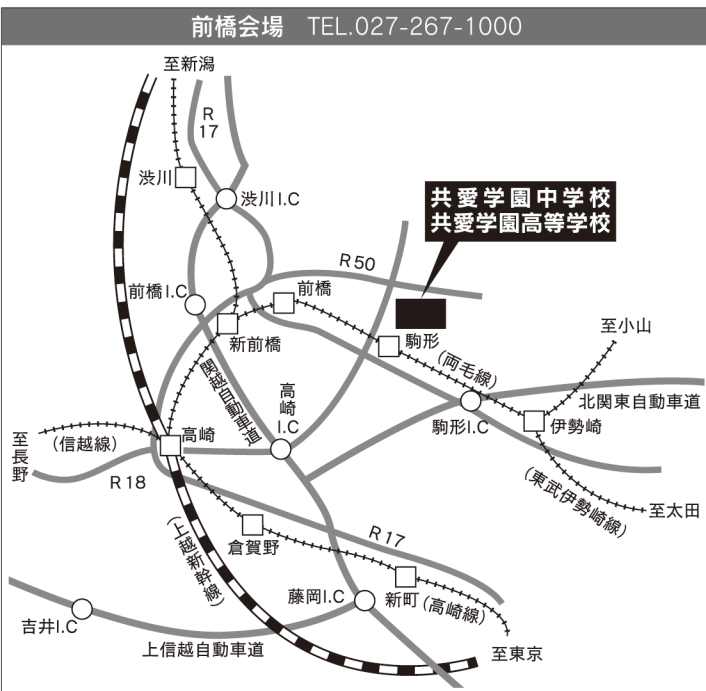 前橋会場　TEL.027-267-1000
至新潟
R
17
渋川
渋川I.C
共愛学園中学校
共愛学園高等学校
R50
前橋I.C
前橋
新前橋
駒形
至小山
(両毛線)
関越自動車道
高崎I.C
北関東自動車道
駒形I.C
伊勢崎
高崎
(信越線)
至長野
R18
(東武伊勢崎線)
至太田
(上越新幹線)
倉賀野
R17
藤岡I.C
新町
(高崎線)
吉井I.C
上信越自動車道
至東京